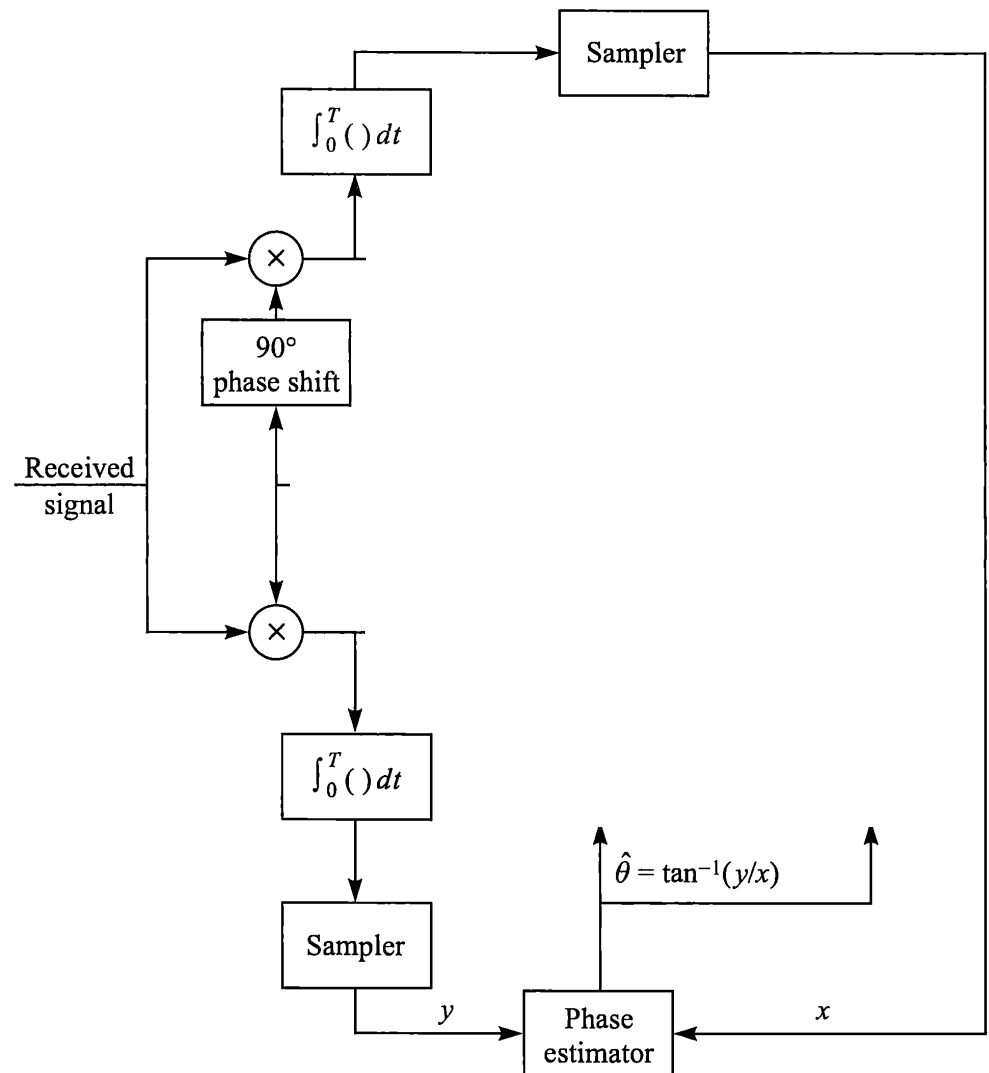 Sampler
∫₀ᵀ ( ) dt
×
90°
phase shift
Received
signal
×
∫₀ᵀ ( ) dt
θ̂ = tan⁻¹(y/x)
Sampler
y
Phase
estimator
x